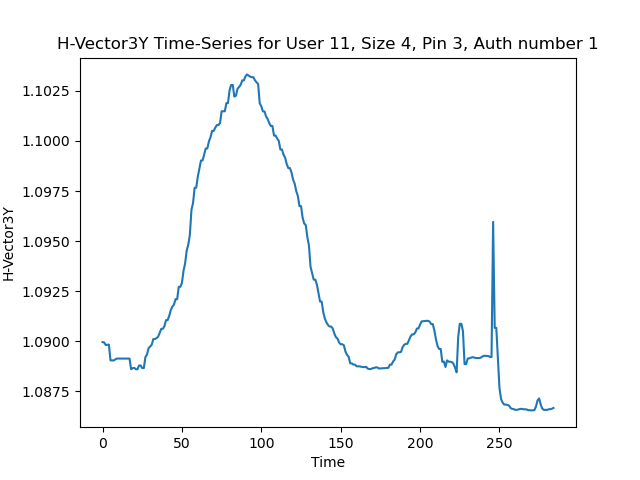 H-Vector3Y Time-Series for User 11, Size 4, Pin 3, Auth number 1
H-Vector3Y
1.1025
1.1000
1.0975
1.0950
1.0925
1.0900
1.0875
0 50 100 150 200 250
Time